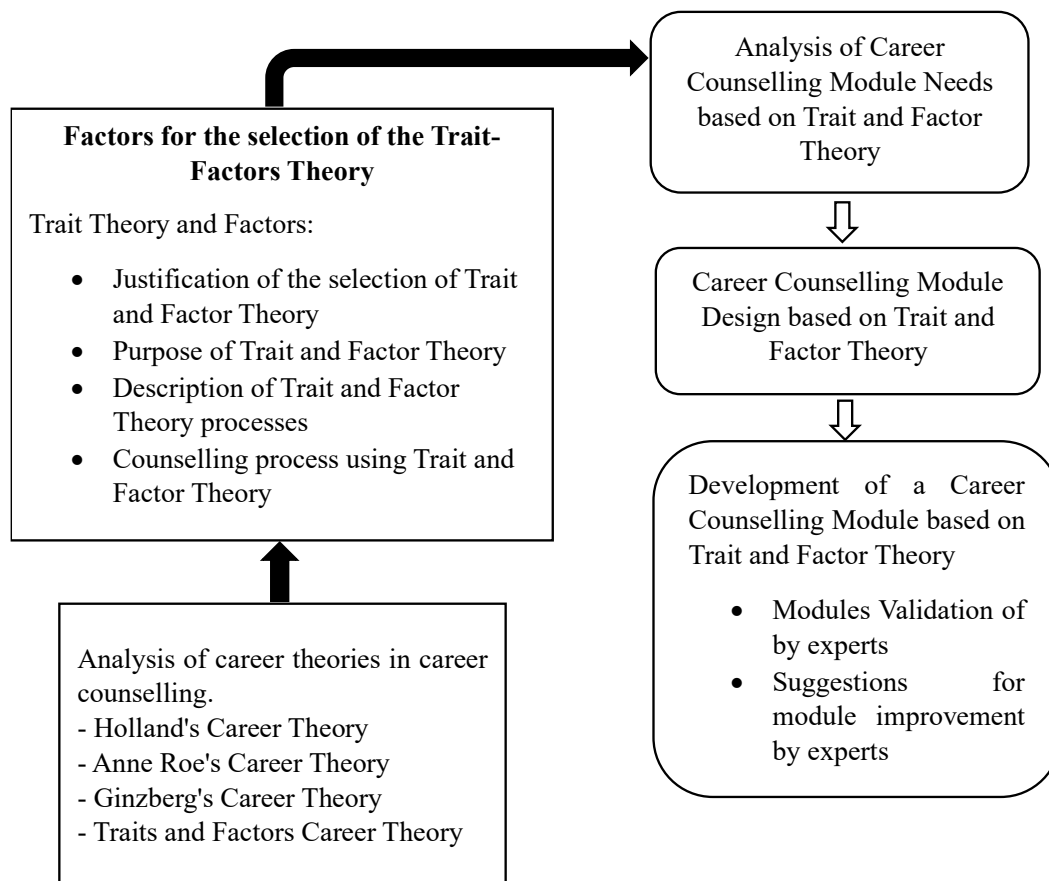 Factors for the selection of the Trait-
Factors Theory
Trait Theory and Factors:
• Justification of the selection of Trait
and Factor Theory
• Purpose of Trait and Factor Theory
• Description of Trait and Factor
Theory processes
• Counselling process using Trait and
Factor Theory
Analysis of career theories in career
counselling.
- Holland's Career Theory
- Anne Roe's Career Theory
- Ginzberg's Career Theory
- Traits and Factors Career Theory
Analysis of Career
Counselling Module Needs
based on Trait and Factor
Theory
Career Counselling Module
Design based on Trait and
Factor Theory
Development of a Career
Counselling Module based on
Trait and Factor Theory
• Modules Validation of
by experts
• Suggestions for
module improvement
by experts